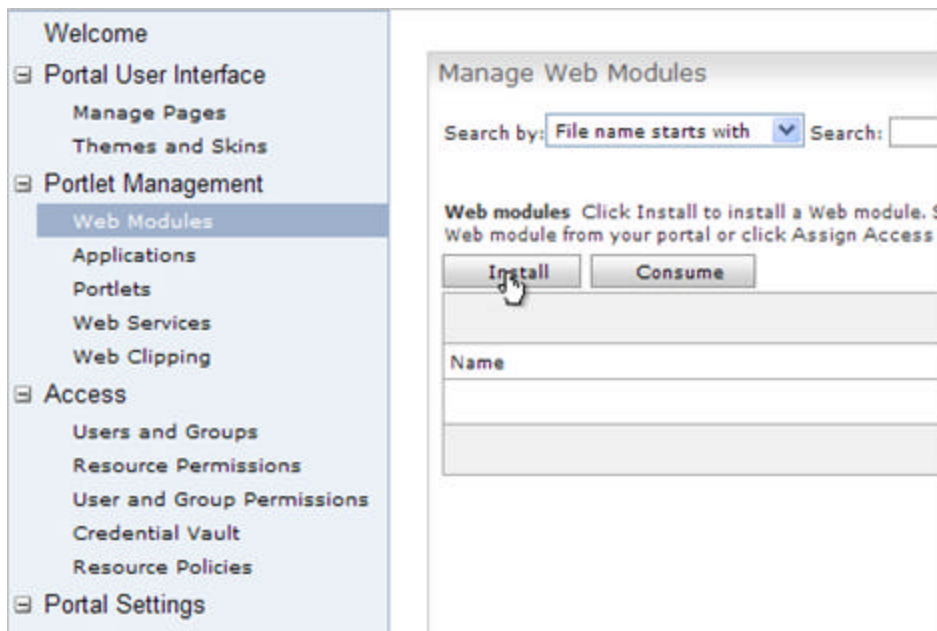 Welcome
Portal User Interface
Manage Pages
Themes and Skins
Portlet Management
Web Modules
Applications
Portlets
Web Services
Web Clipping
Access
Users and Groups
Resource Permissions
User and Group Permissions
Credential Vault
Resource Policies
Portal Settings
Manage Web Modules
Search by: File name starts with Search:
Web modules Click Install to install a Web module.
Web module from your portal or click Assign Access
Install Consume
Name